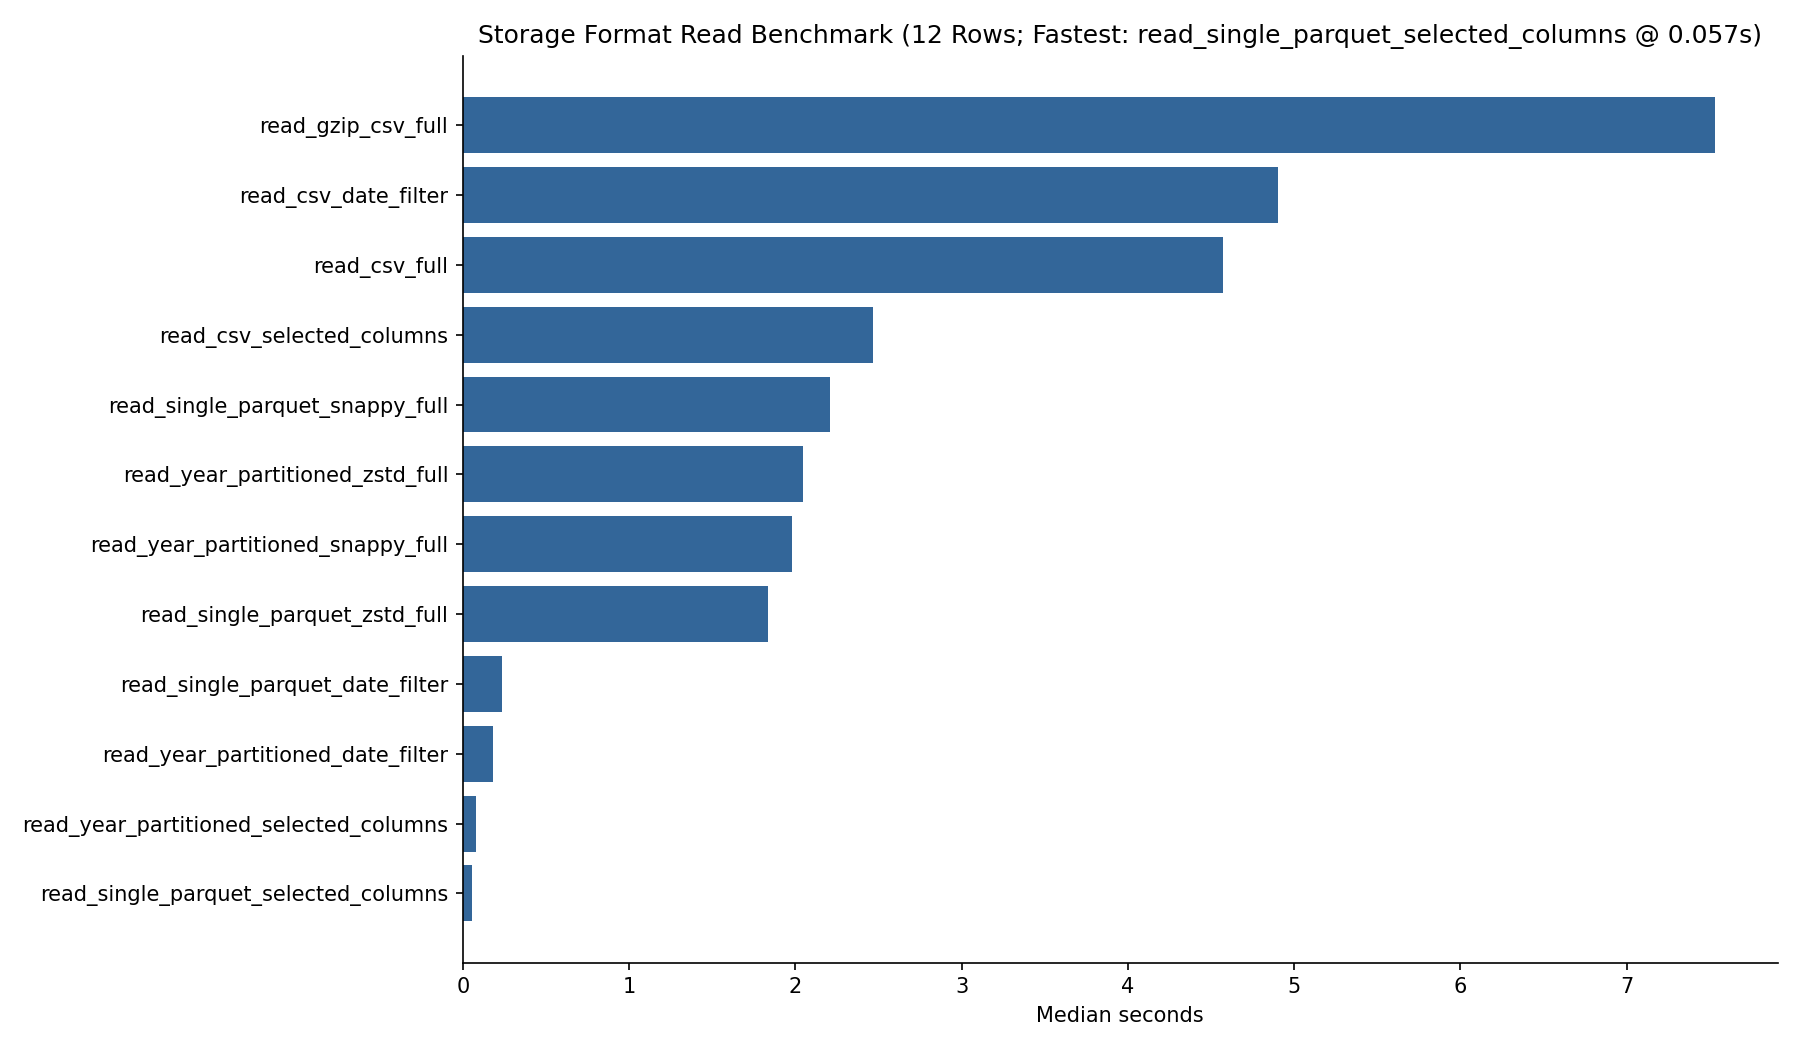 Storage Format Read Benchmark (12 Rows; Fastest: read_single_parquet_selected_columns @ 0.057s)
read_gzip_csv_full
read_csv_date_filter
read_csv_full
read_csv_selected_columns
read_single_parquet_snappy_full
read_year_partitioned_zstd_full
read_year_partitioned_snappy_full
read_single_parquet_zstd_full
read_single_parquet_date_filter
read_year_partitioned_date_filter
read_year_partitioned_selected_columns
read_single_parquet_selected_columns
0 1 2 3 4 5 6 7
Median seconds